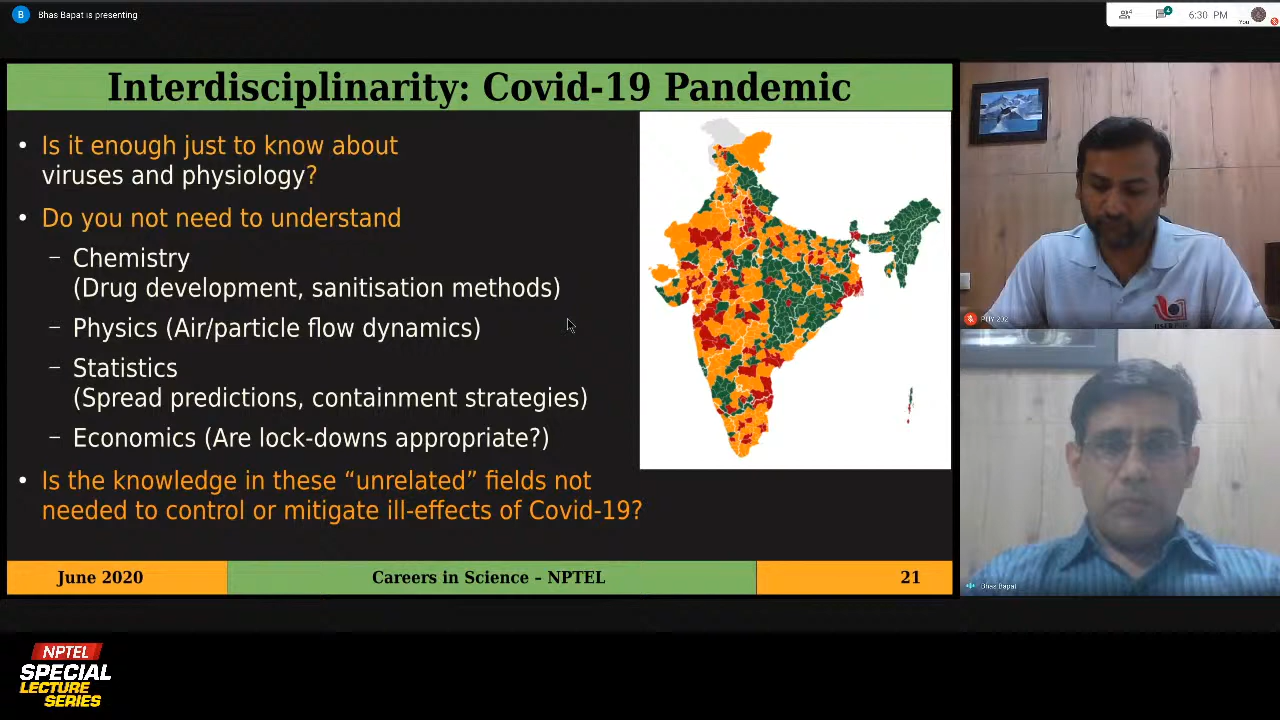 B Bhas Bapat is presenting
6:30 PM
You
Interdisciplinarity: Covid-19 Pandemic
• Is it enough just to know about
viruses and physiology?
• Do you not need to understand
– Chemistry
(Drug development, sanitisation methods)
– Physics (Air/particle flow dynamics)
– Statistics
(Spread predictions, containment strategies)
– Economics (Are lock-downs appropriate?)
• Is the knowledge in these “unrelated” fields not
needed to control or mitigate ill-effects of Covid-19?
June 2020
Careers in Science – NPTEL
21
Bhas Bapat
NPTEL
SPECIAL
LECTURE
SERIES